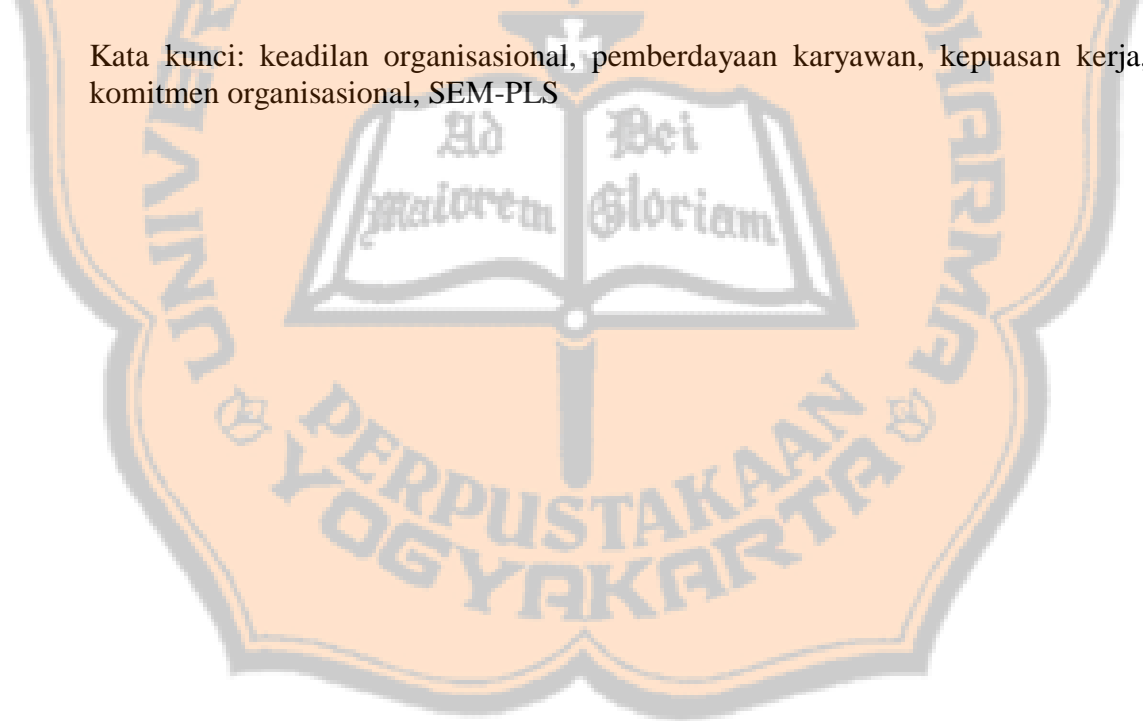 Kata kunci: keadilan organisasional, pemberdayaan karyawan, kepuasan kerja,
komitmen organisasional, SEM-PLS
Ad Dei
Maiorem Gloriam
PERPUSTAKAAN
YOGYAKARTA